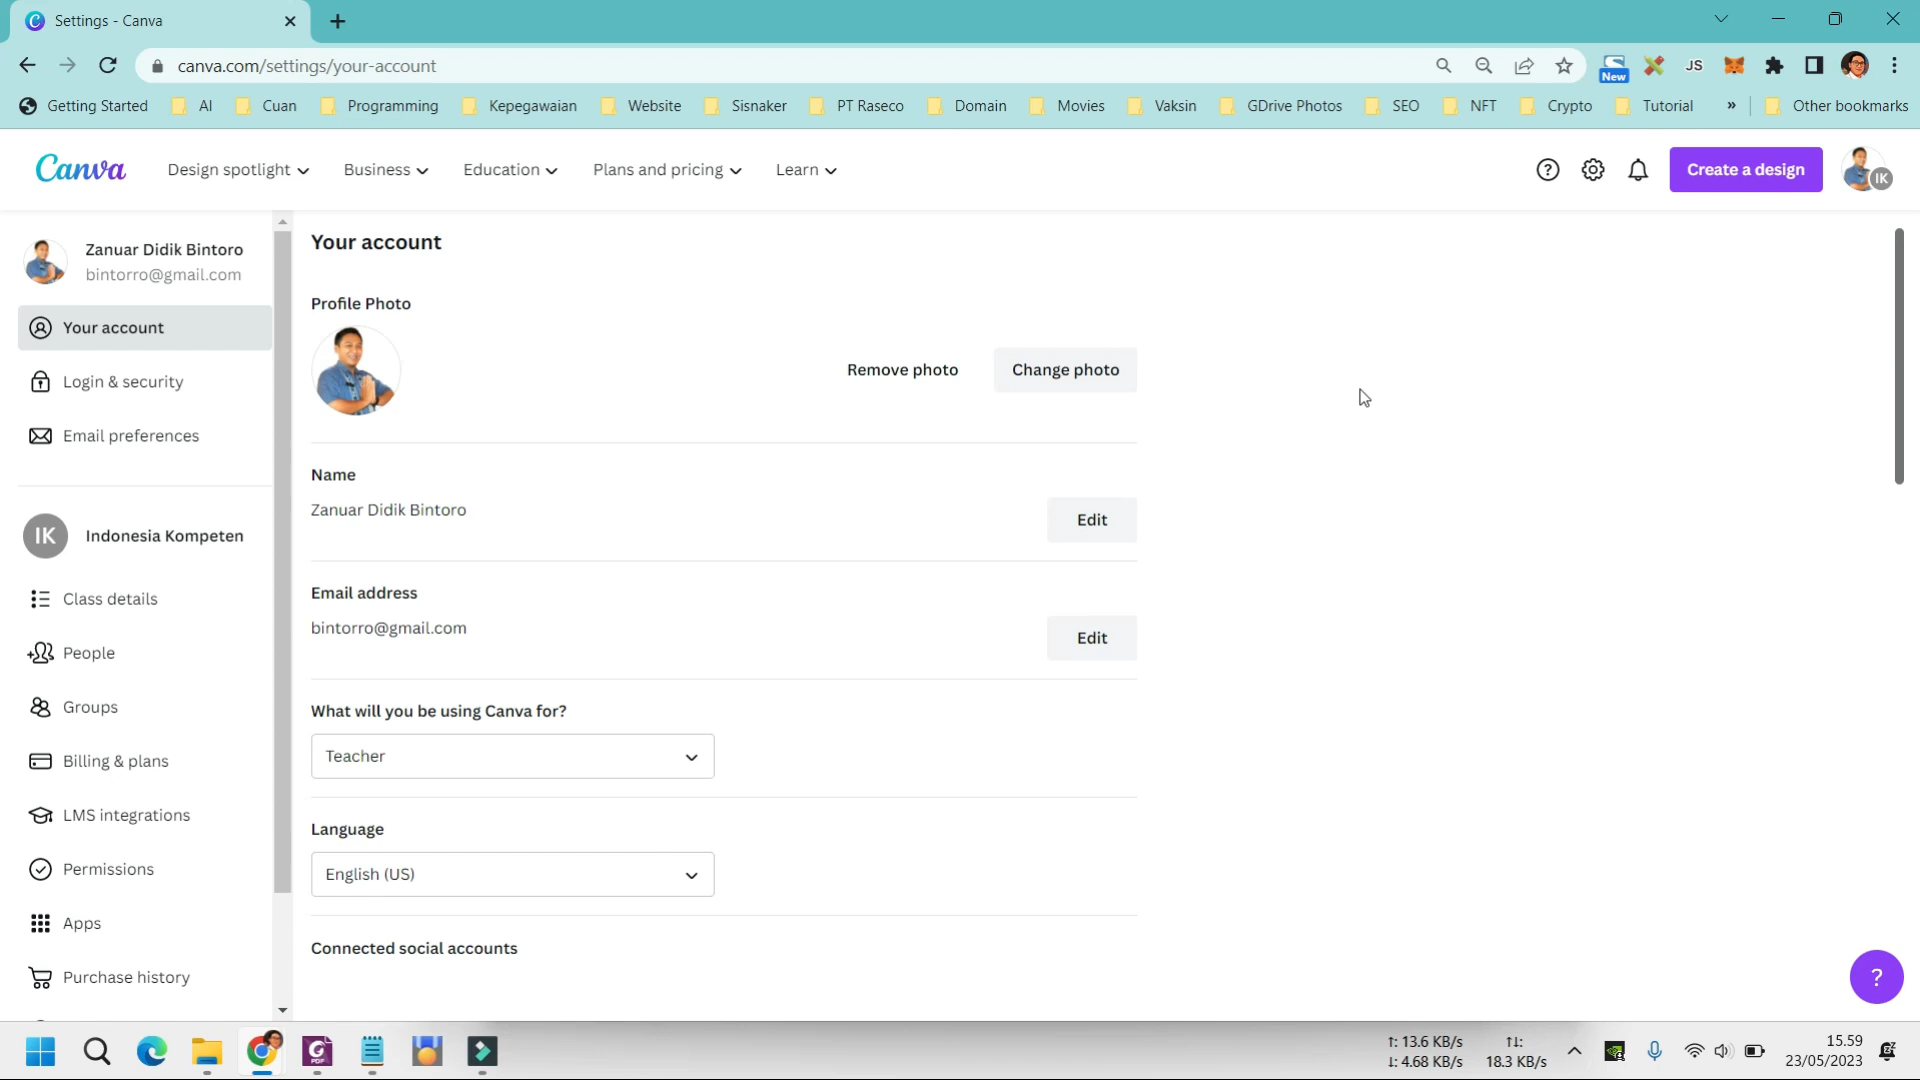 Settings - Canva
canva.com/settings/your-account
New
JS
Getting Started
AI
Cuan
Programming
Kepegawaian
Website
Sisnaker
PT Raseco
Domain
Movies
Vaksin
GDrive Photos
SEO
NFT
Crypto
Tutorial
»
Other bookmarks
Canva
Design spotlight
Business
Education
Plans and pricing
Learn
?
Create a design
IK
Zanuar Didik Bintoro
bintorro@gmail.com
Your account
Login & security
Email preferences
IK
Indonesia Kompeten
Class details
People
Groups
Billing & plans
LMS integrations
Permissions
Apps
Purchase history
Your account
Profile Photo
Remove photo
Change photo
Name
Zanuar Didik Bintoro
Edit
Email address
bintorro@gmail.com
Edit
What will you be using Canva for?
Teacher
Language
English (US)
Connected social accounts
?
↑: 13.6 KB/s
↓: 4.68 KB/s
↑↓:
18.3 KB/s
15.59
23/05/2023